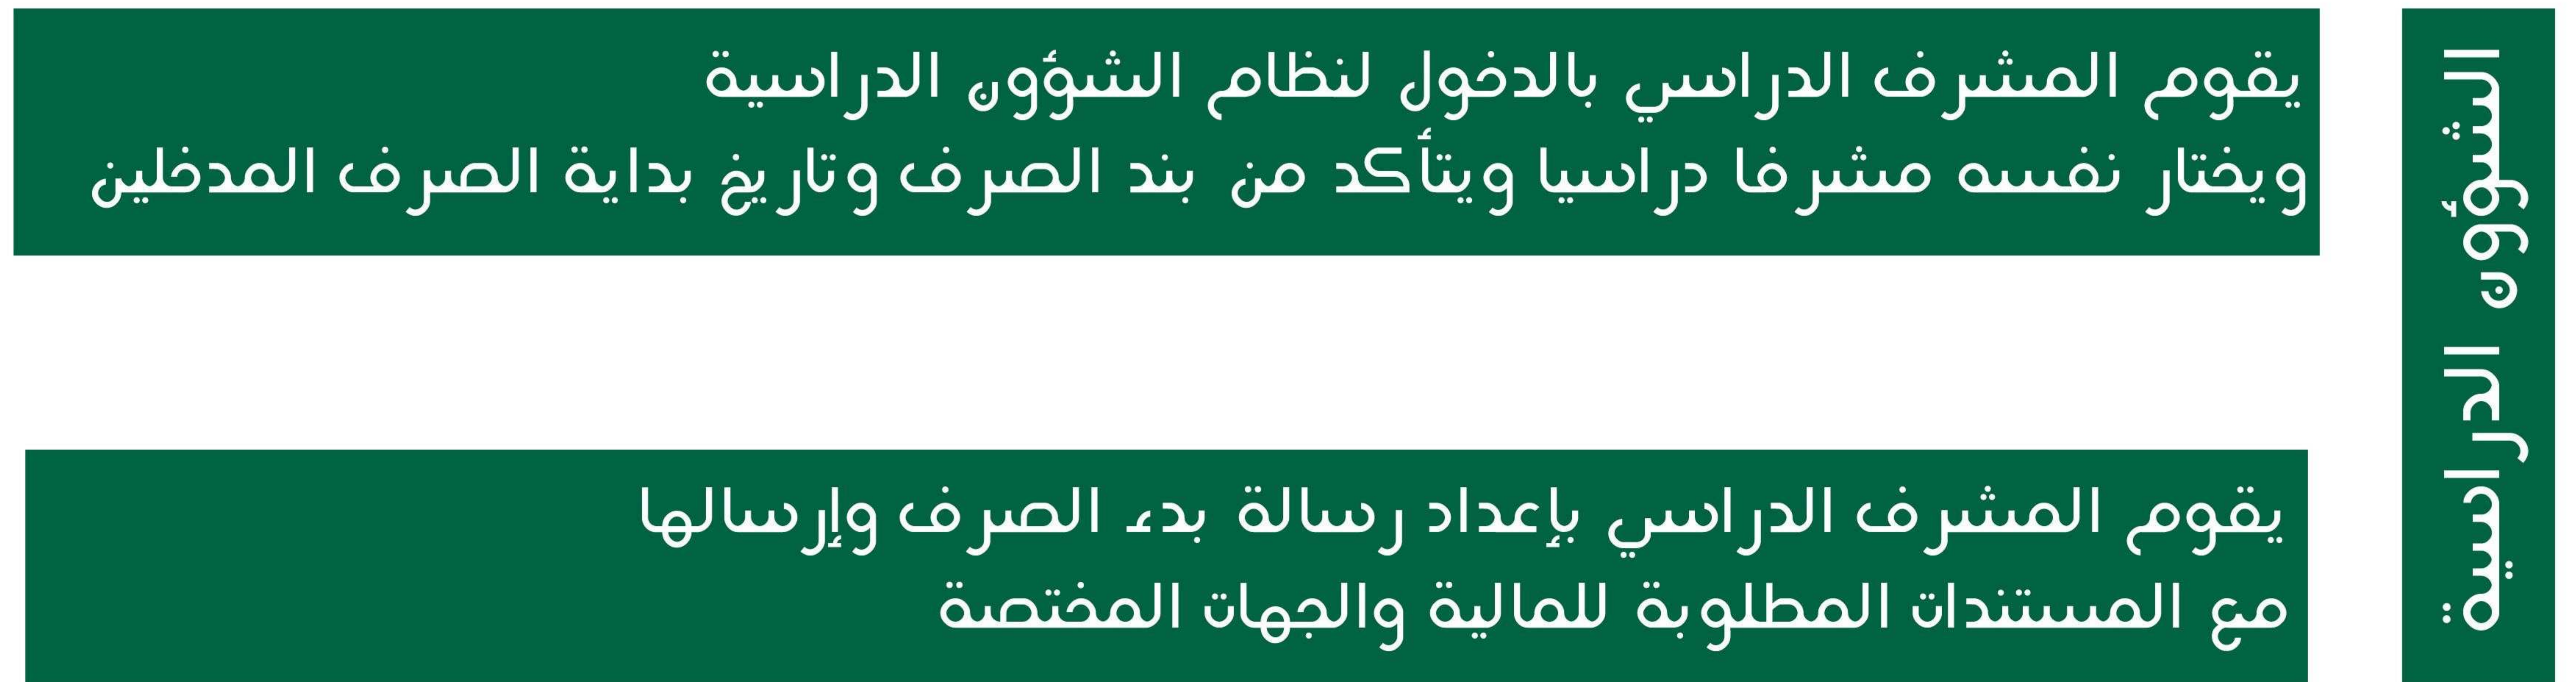 الشؤون الدراسية
يقوم المشرف الدراسي بالدخول لنظام الشؤون الدراسية
ويختار نفسه مشرفا دراسيا ويتأكد من بند الصرف وتاريخ بداية الصرف المدخلين
يقوم المشرف الدراسي بإعداد رسالة بدء الصرف وإرسالها
مع المستندات المطلوبة للمالية والجهات المختصة